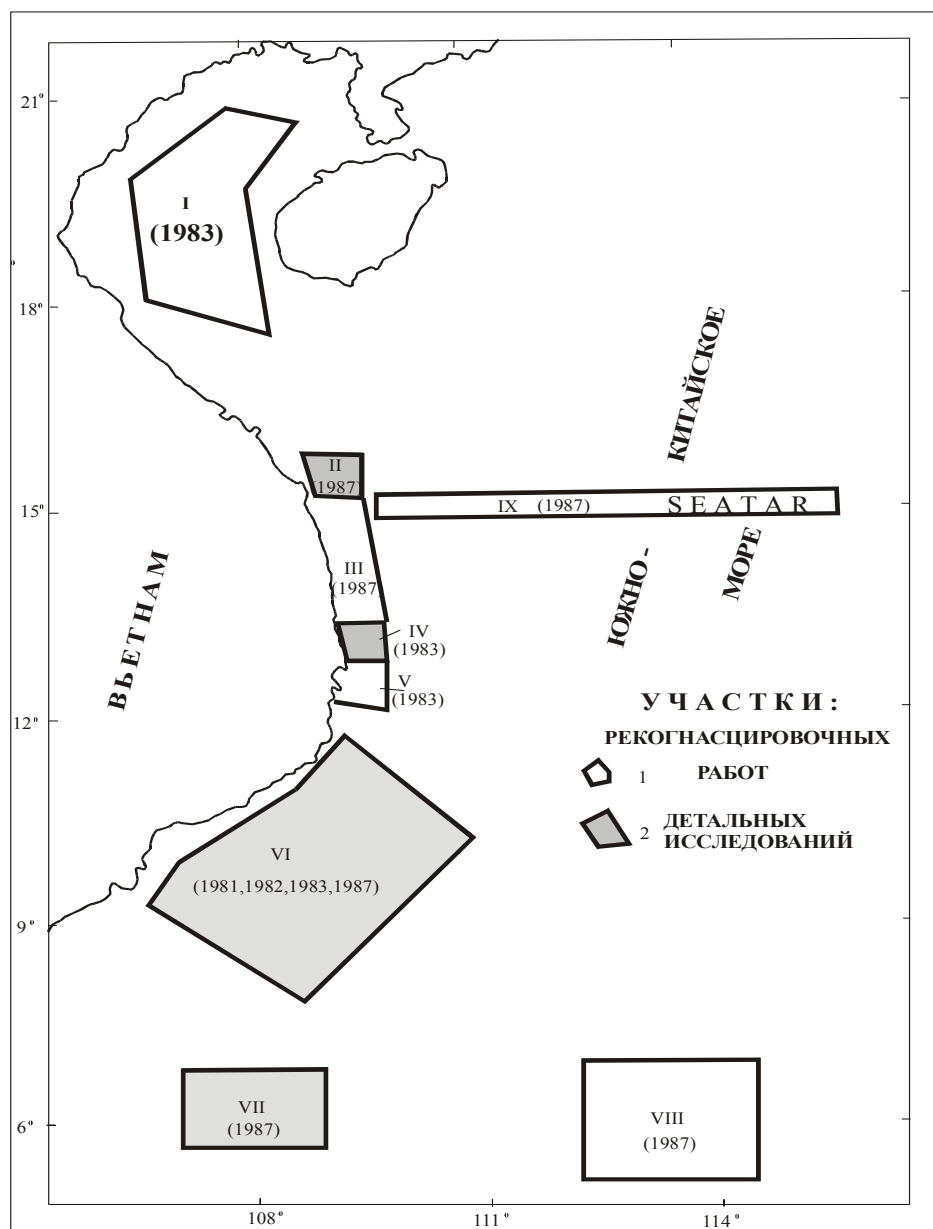 21°
I
(1983)
18°
КИТАЙСКОЕ
II
(1987)
15°
IX (1987) SEATAR
III
(1987
ЮЖНО-
МОРЕ
ВЬЕТНАМ
IV
(1983)
V
(1983)
12°
УЧАСТКИ:
РЕКОГНАСЦИРОВОЧНЫХ
1 РАБОТ
2 ДЕТАЛЬНЫХ
ИССЛЕДОВАНИЙ
VI
(1981,1982,1983,1987)
9°
VII
(1987)
VIII
(1987)
6°
108° 111° 114°